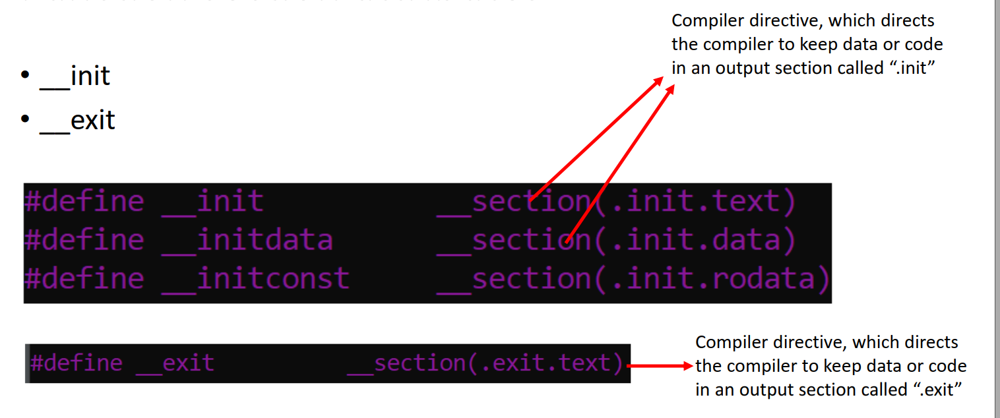 Compiler directive, which directs
the compiler to keep data or code
in an output section called “.init”
• __init
• __exit
#define __init __section(.init.text)
#define __initdata __section(.init.data)
#define __initconst __section(.init.rodata)
#define __exit __section(.exit.text)
Compiler directive, which directs
the compiler to keep data or code
in an output section called “.exit”